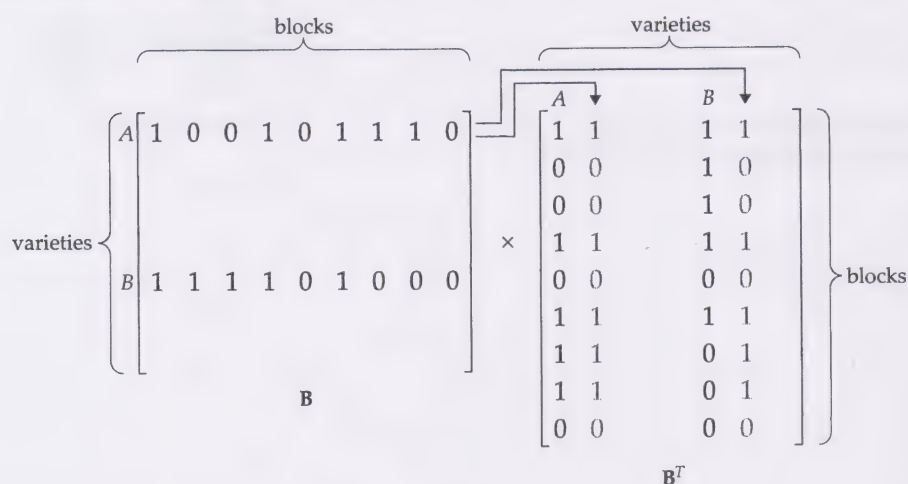 blocks varieties
A B
A 1 0 0 1 0 1 1 1 0 1 1 1 1
0 0 1 0
0 0 1 0
varieties × 1 1 1 1
B 1 1 1 1 0 1 0 0 0 0 0 0 0 blocks
1 1 1 1
1 1 0 1
B 1 1 0 1
0 0 0 0
Bᵀ